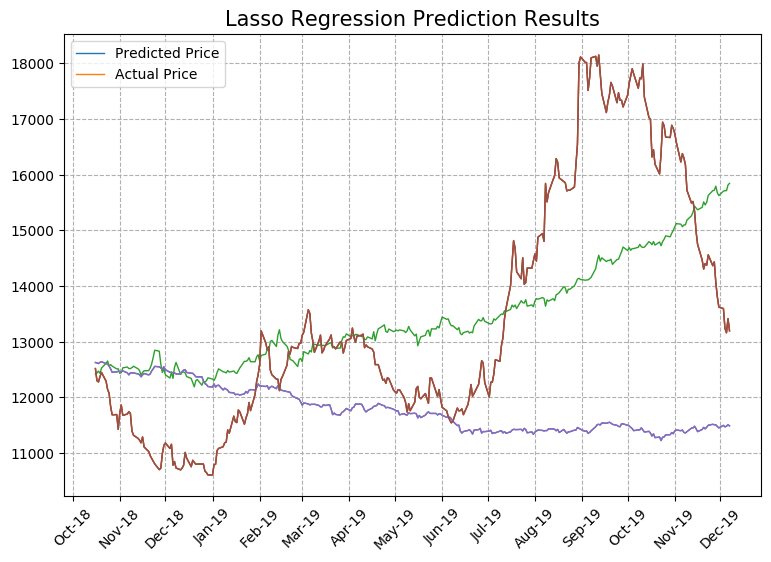 Lasso Regression Prediction Results
Predicted Price
Actual Price
18000
17000
16000
15000
14000
13000
12000
11000
Oct-18
Nov-18
Dec-18
Jan-19
Feb-19
Mar-19
Apr-19
May-19
Jun-19
Jul-19
Aug-19
Sep-19
Oct-19
Nov-19
Dec-19